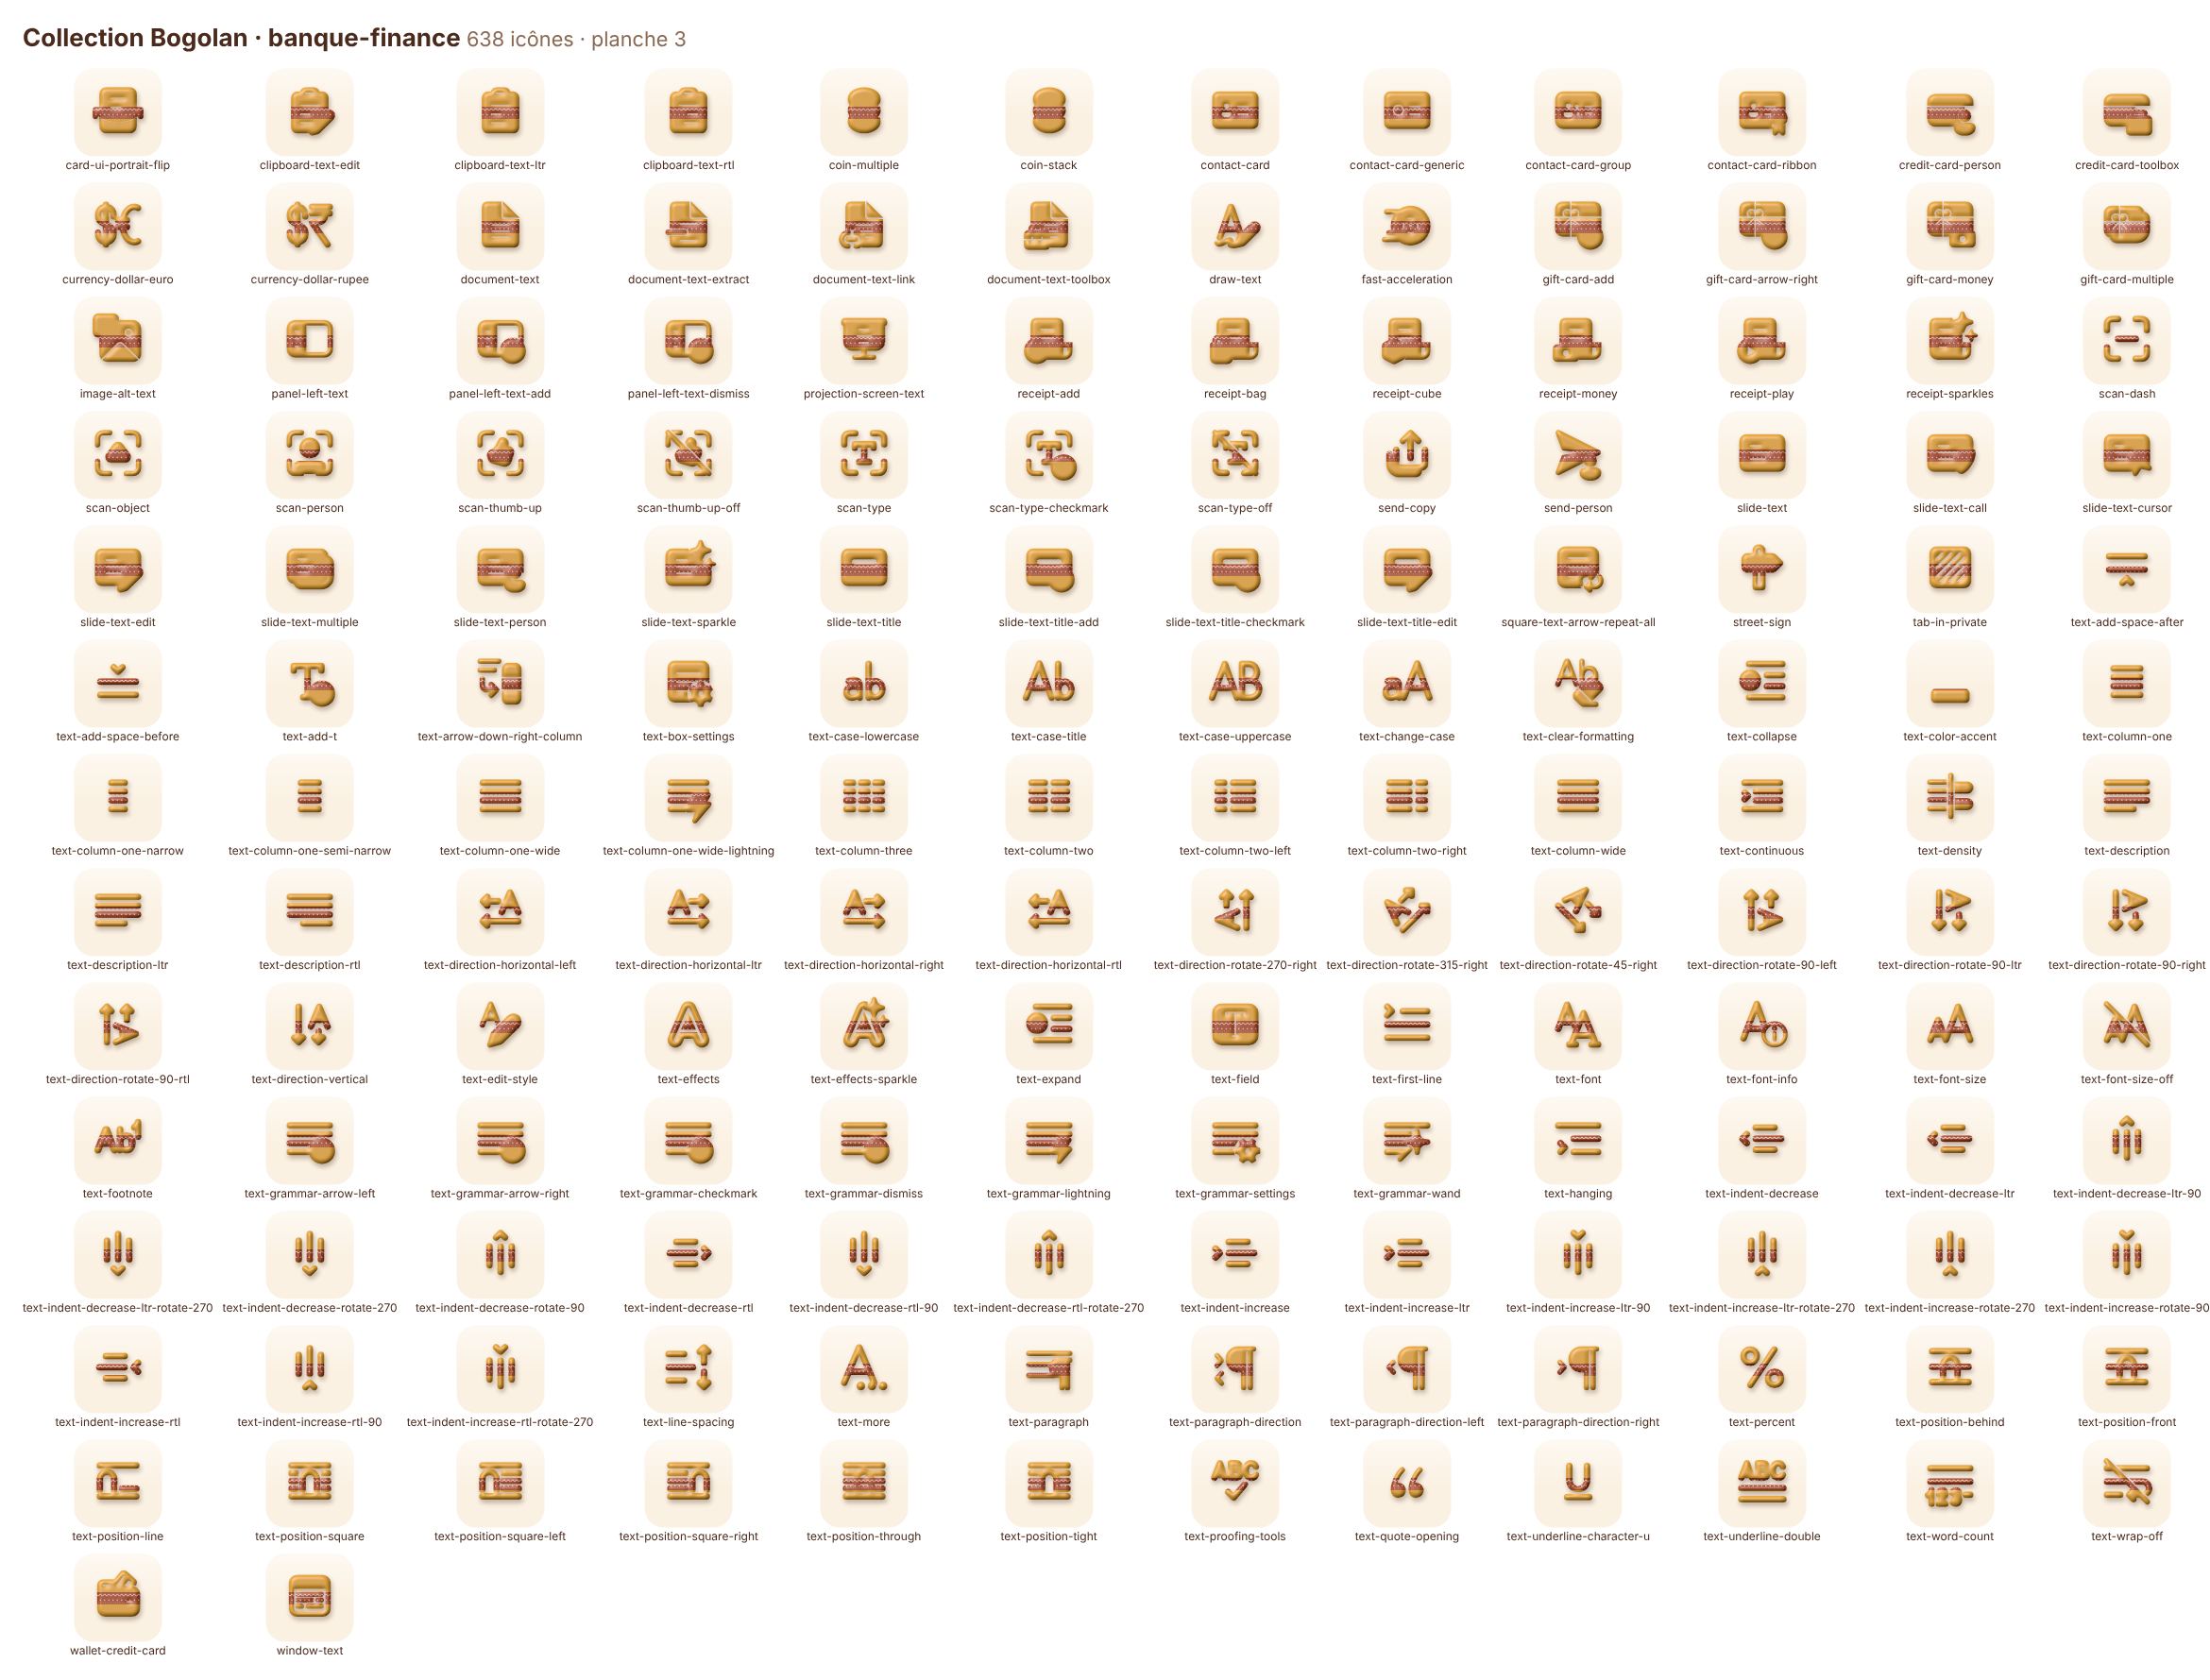 Collection Bogolan · banque-finance 638 icônes · planche 3
card-ui-portrait-flip clipboard-text-edit clipboard-text-ltr clipboard-text-rtl coin-multiple coin-stack contact-card contact-card-generic contact-card-group contact-card-ribbon credit-card-person credit-card-toolbox
currency-dollar-euro currency-dollar-rupee document-text document-text-extract document-text-link document-text-toolbox draw-text fast-acceleration gift-card-add gift-card-arrow-right gift-card-money gift-card-multiple
image-alt-text panel-left-text panel-left-text-add panel-left-text-dismiss projection-screen-text receipt-add receipt-bag receipt-cube receipt-money receipt-play receipt-sparkles scan-dash
scan-object scan-person scan-thumb-up scan-thumb-up-off scan-type scan-type-checkmark scan-type-off send-copy send-person slide-text slide-text-call slide-text-cursor
slide-text-edit slide-text-multiple slide-text-person slide-text-sparkle slide-text-title slide-text-title-add slide-text-title-checkmark slide-text-title-edit square-text-arrow-repeat-all street-sign tab-in-private text-add-space-after
text-add-space-before text-add-t text-arrow-down-right-column text-box-settings text-case-lowercase text-case-title text-case-uppercase text-change-case text-clear-formatting text-collapse text-color-accent text-column-one
text-column-one-narrow text-column-one-semi-narrow text-column-one-wide text-column-one-wide-lightning text-column-three text-column-two text-column-two-left text-column-two-right text-column-wide text-continuous text-density text-description
text-description-ltr text-description-rtl text-direction-horizontal-left text-direction-horizontal-ltr text-direction-horizontal-right text-direction-horizontal-rtl text-direction-rotate-270-right text-direction-rotate-315-right text-direction-rotate-45-right text-direction-rotate-90-left text-direction-rotate-90-ltr text-direction-rotate-90-right
text-direction-rotate-90-rtl text-direction-vertical text-edit-style text-effects text-effects-sparkle text-expand text-field text-first-line text-font text-font-info text-font-size text-font-size-off
text-footnote text-grammar-arrow-left text-grammar-arrow-right text-grammar-checkmark text-grammar-dismiss text-grammar-lightning text-grammar-settings text-grammar-wand text-hanging text-indent-decrease text-indent-decrease-ltr text-indent-decrease-ltr-90
text-indent-decrease-ltr-rotate-270 text-indent-decrease-rotate-270 text-indent-decrease-rotate-90 text-indent-decrease-rtl text-indent-decrease-rtl-90 text-indent-decrease-rtl-rotate-270 text-indent-increase text-indent-increase-ltr text-indent-increase-ltr-90 text-indent-increase-ltr-rotate-270 text-indent-increase-rotate-270 text-indent-increase-rotate-90
text-indent-increase-rtl text-indent-increase-rtl-90 text-indent-increase-rtl-rotate-270 text-line-spacing text-more text-paragraph text-paragraph-direction text-paragraph-direction-left text-paragraph-direction-right text-percent text-position-behind text-position-front
text-position-line text-position-square text-position-square-left text-position-square-right text-position-through text-position-tight text-proofing-tools text-quote-opening text-underline-character-u text-underline-double text-word-count text-wrap-off
wallet-credit-card window-text